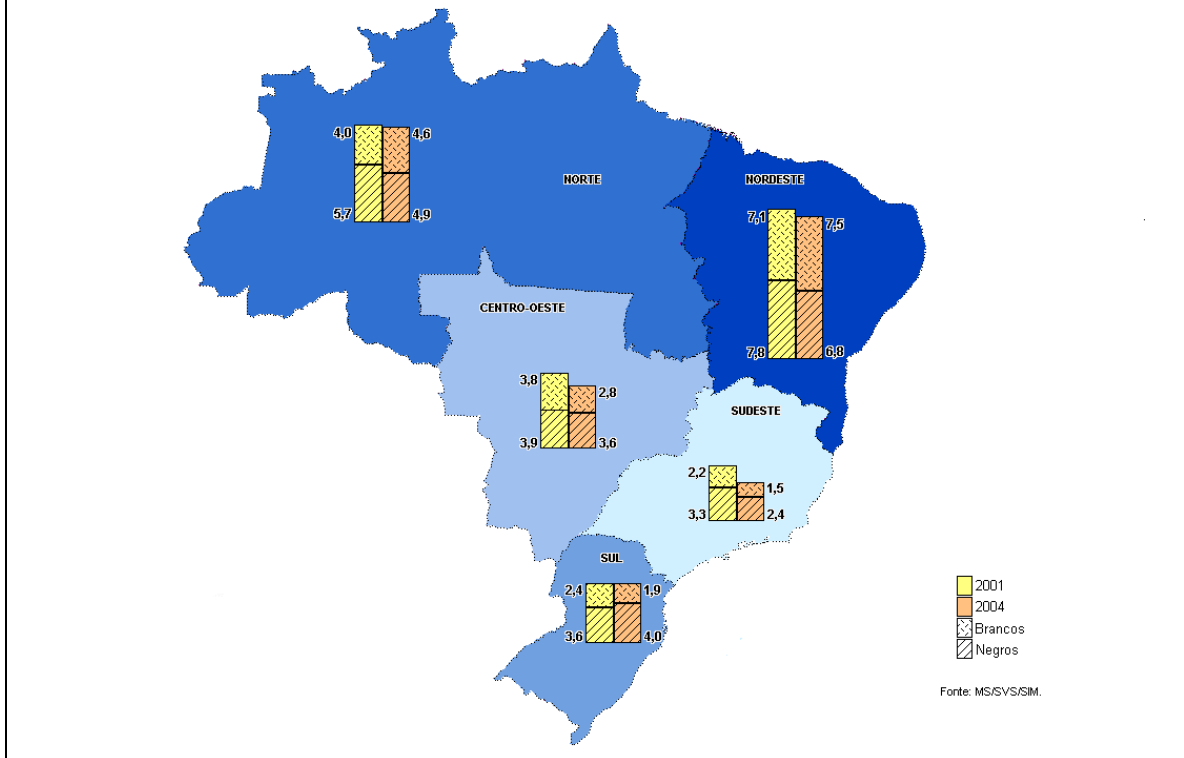 4,0 4,6
NORTE
NORDESTE
5,7 4,9
7,1 7,5
CENTRO-OESTE
7,8 6,8
3,8 2,8
SUDESTE
3,9 3,6
2,2 1,5
3,3 2,4
SUL
2,4 1,9
3,6 4,0
2001
2004
Brancos
Negros
Fonte: MS/SVS/SIM.